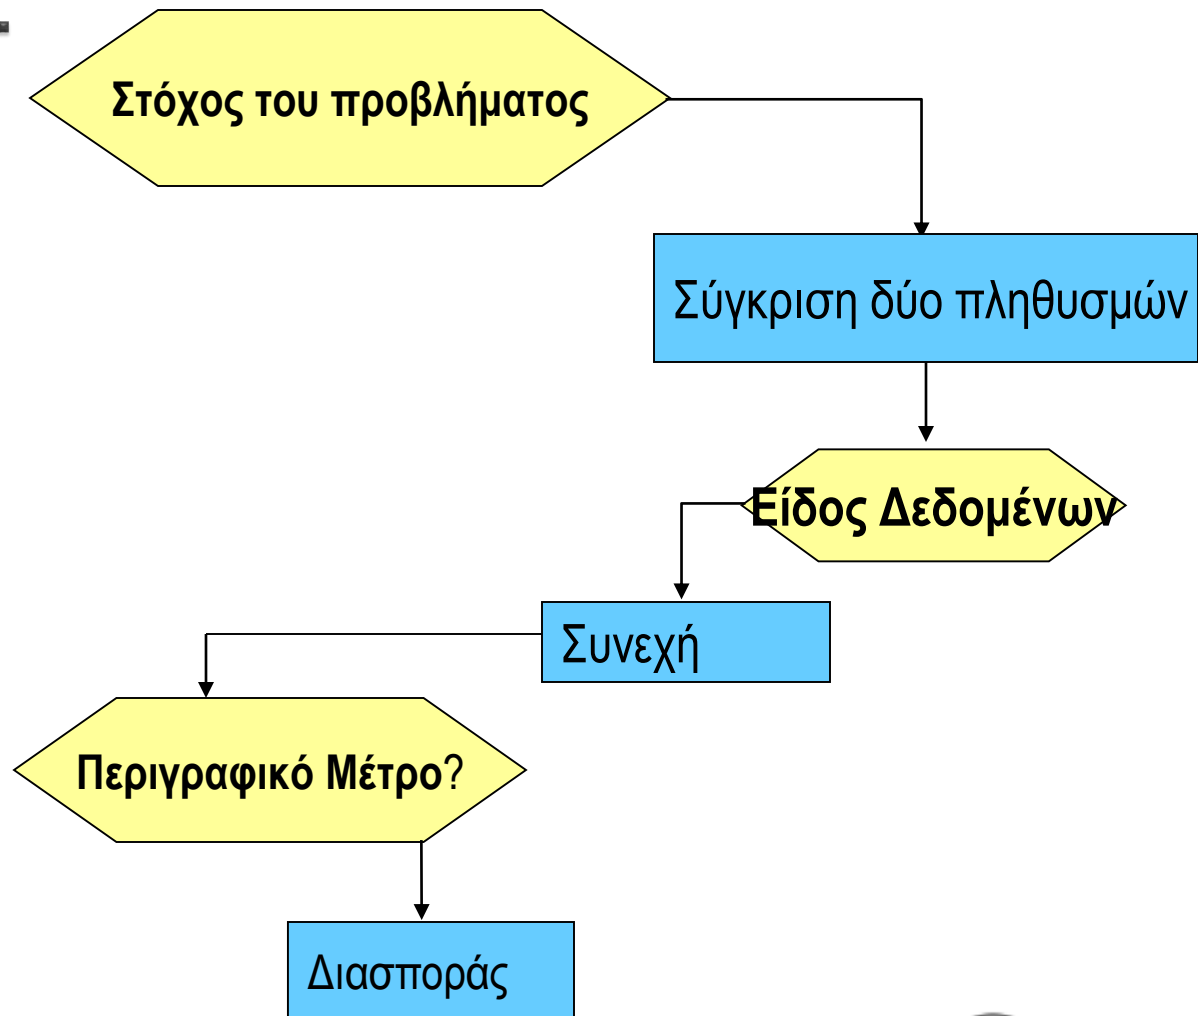 Στόχος του προβλήματος
Σύγκριση δύο πληθυσμών
Είδος Δεδομένων
Συνεχή
Περιγραφικό Μέτρο?
Διασποράς